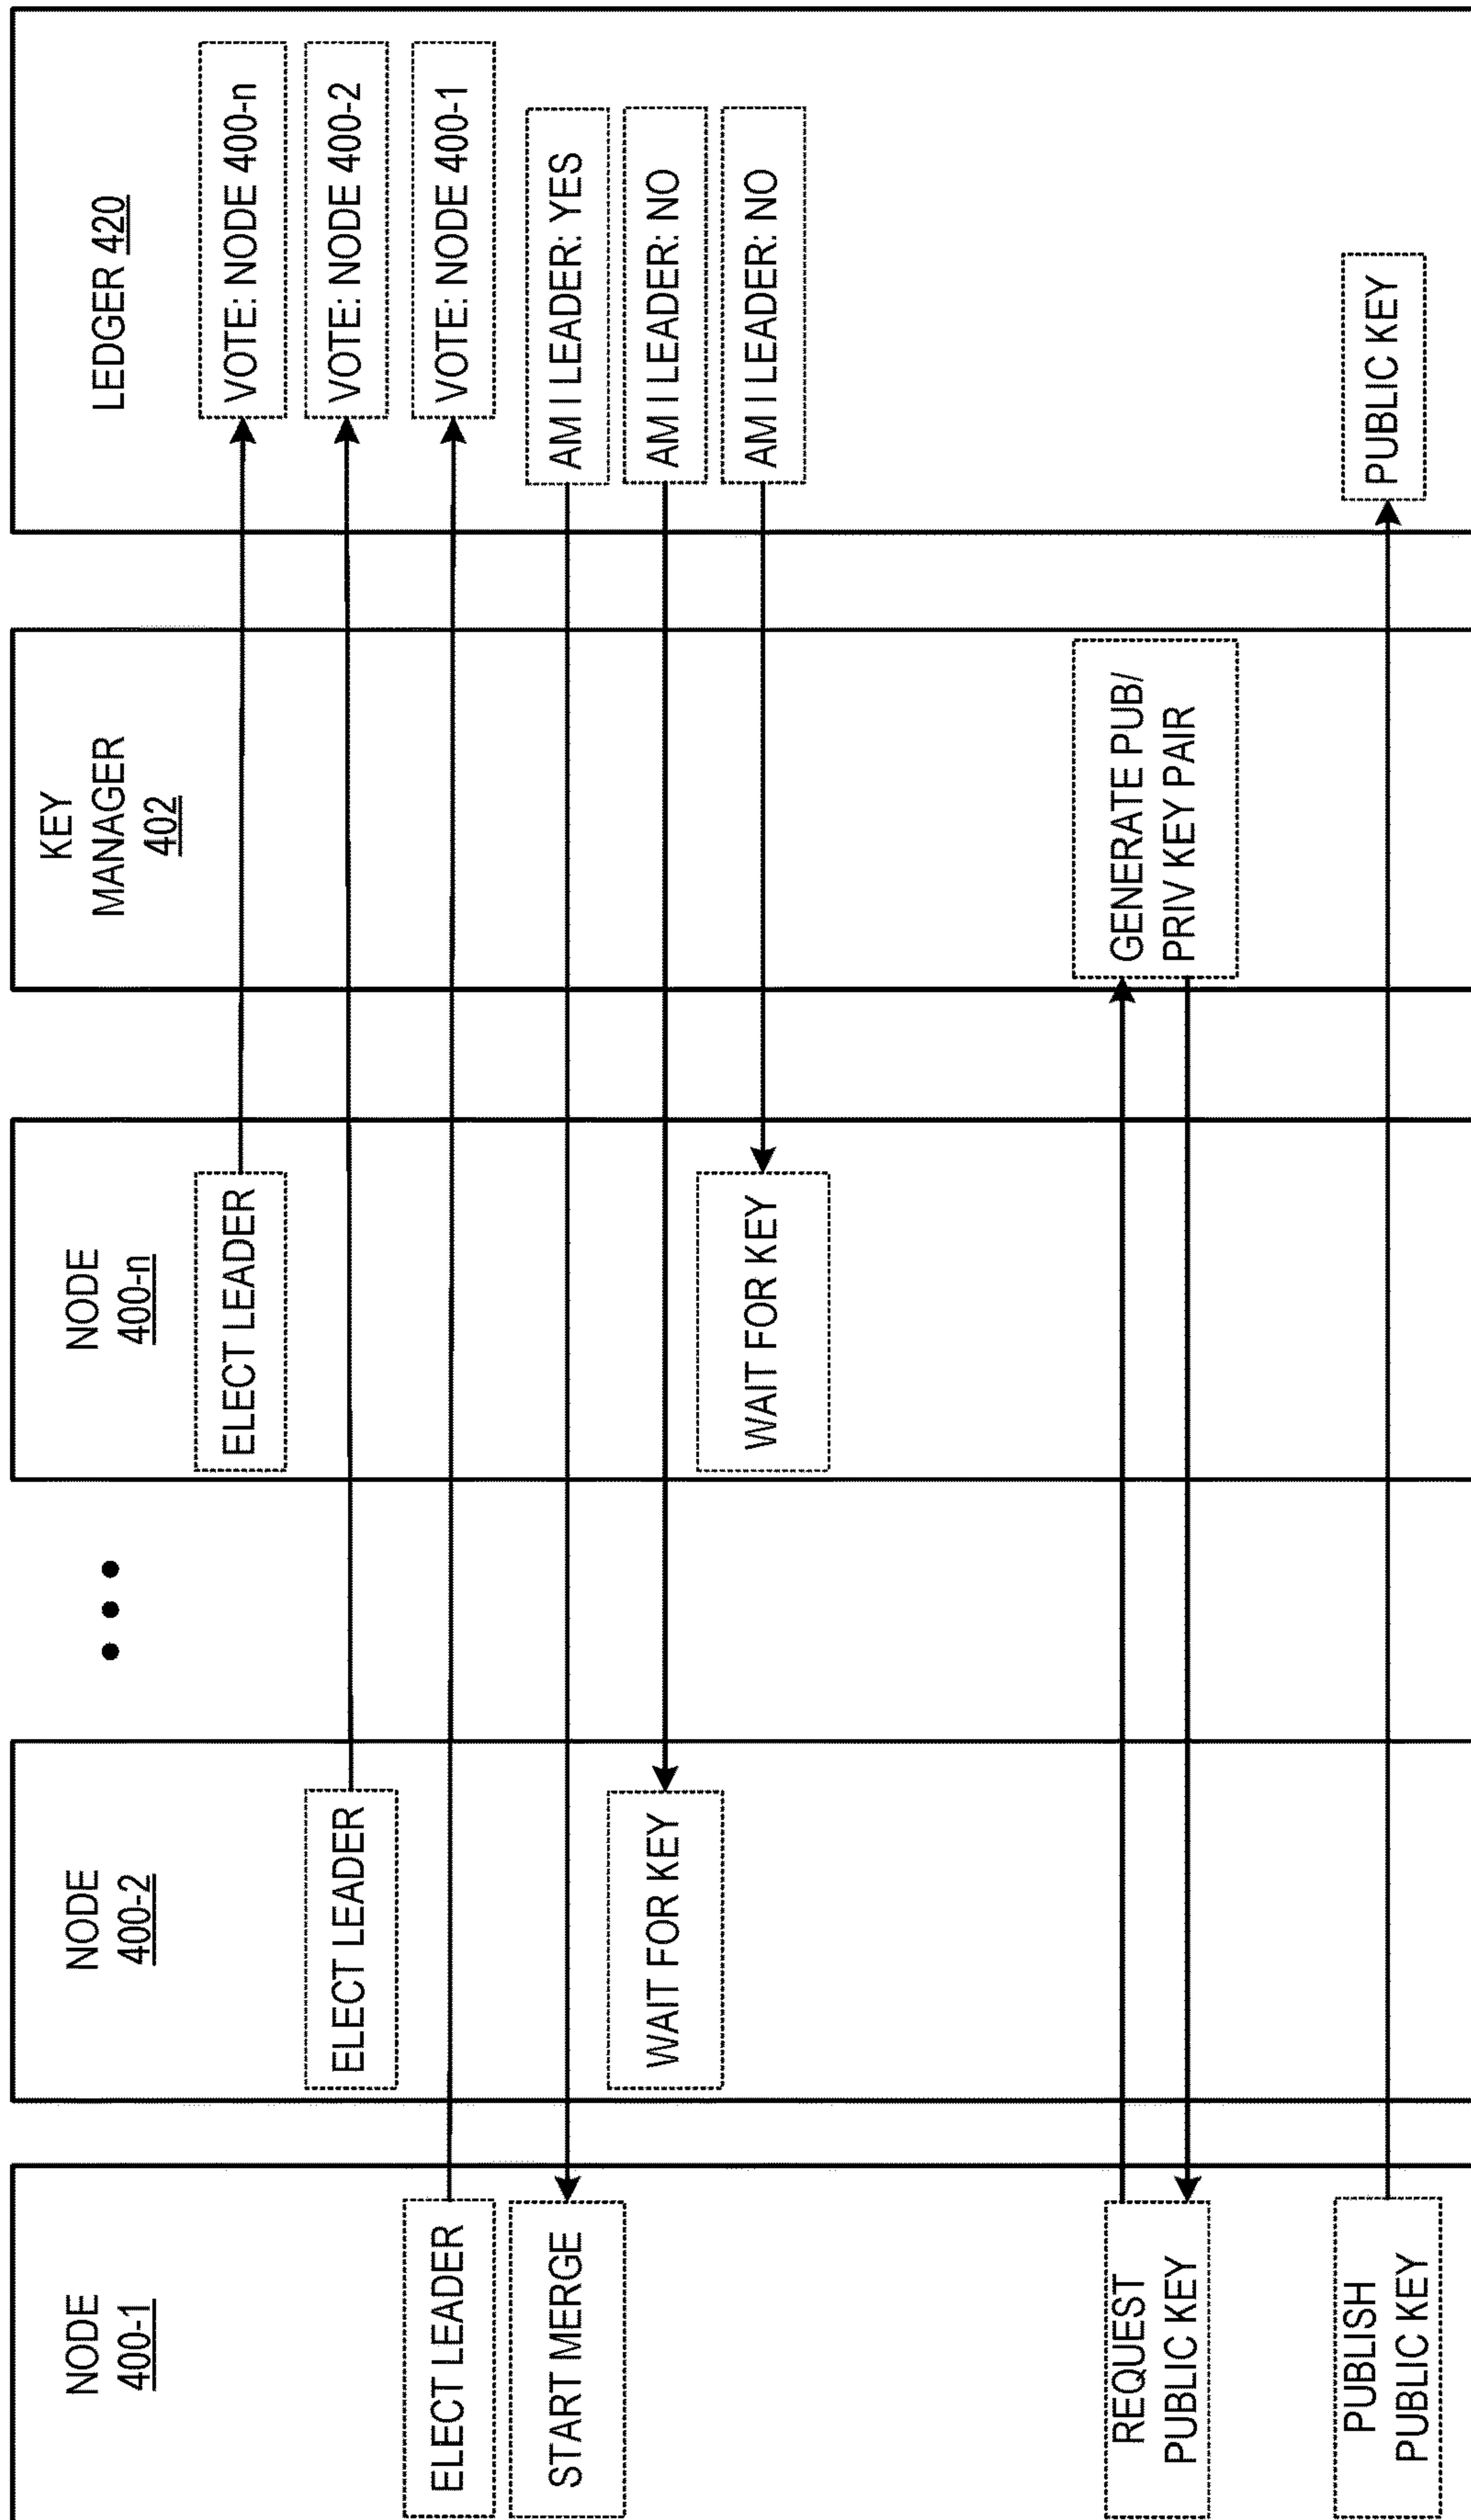 NODE
400-1
NODE
400-2
NODE
400-n
KEY
MANAGER
402
LEDGER 420
ELECT LEADER
VOTE: NODE 400-n
ELECT LEADER
VOTE: NODE 400-2
ELECT LEADER
VOTE: NODE 400-1
START MERGE
AM I LEADER: YES
WAIT FOR KEY
AM I LEADER: NO
WAIT FOR KEY
AM I LEADER: NO
REQUEST
PUBLIC KEY
GENERATE PUB/
PRIV KEY PAIR
PUBLISH
PUBLIC KEY
PUBLIC KEY